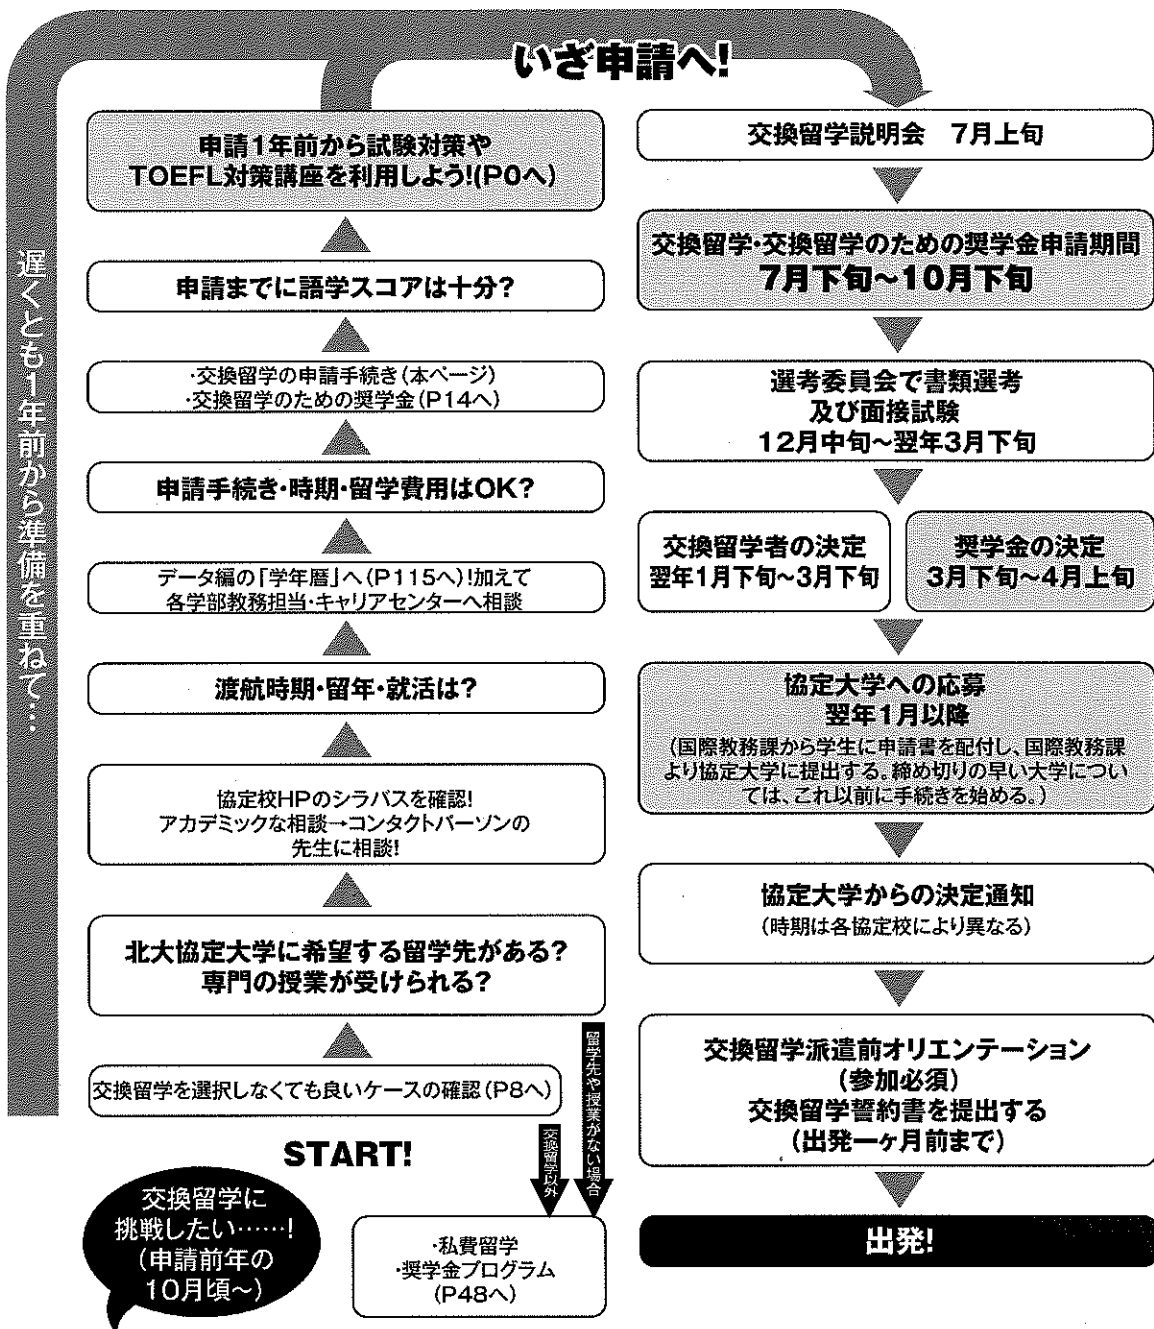 いざ申請へ!
遅くとも1年前から準備を重ねて…
申請1年前から試験対策や
TOEFL対策講座を利用しよう!(P0へ)
申請までに語学スコアは十分?
・交換留学の申請手続き(本ページ)
・交換留学のための奨学金(P14へ)
申請手続き・時期・留学費用はOK?
データ編の「学年暦」へ(P115へ)!加えて
各学部教務担当・キャリアセンターへ相談
渡航時期・留年・就活は?
協定校HPのシラバスを確認!
アカデミックな相談→コンタクトパーソンの
先生に相談!
北大協定大学に希望する留学先がある?
専門の授業が受けられる?
交換留学を選択しなくても良いケースの確認(P8へ)
留学先や授業がない場合
交換留学以外
START!
交換留学に
挑戦したい……!
(申請前年の
10月頃~)
・私費留学
・奨学金プログラム
(P48へ)
交換留学説明会 7月上旬
交換留学・交換留学のための奨学金申請期間
7月下旬~10月下旬
選考委員会で書類選考
及び面接試験
12月中旬~翌年3月下旬
交換留学者の決定
翌年1月下旬~3月下旬
奨学金の決定
3月下旬~4月上旬
協定大学への応募
翌年1月以降
(国際教務課から学生に申請書を配付し、国際教務課
より協定大学に提出する。締め切りの早い大学につい
ては、これ以前に手続きを始める。)
協定大学からの決定通知
(時期は各協定校により異なる)
交換留学派遣前オリエンテーション
(参加必須)
交換留学誓約書を提出する
(出発一ヶ月前まで)
出発!